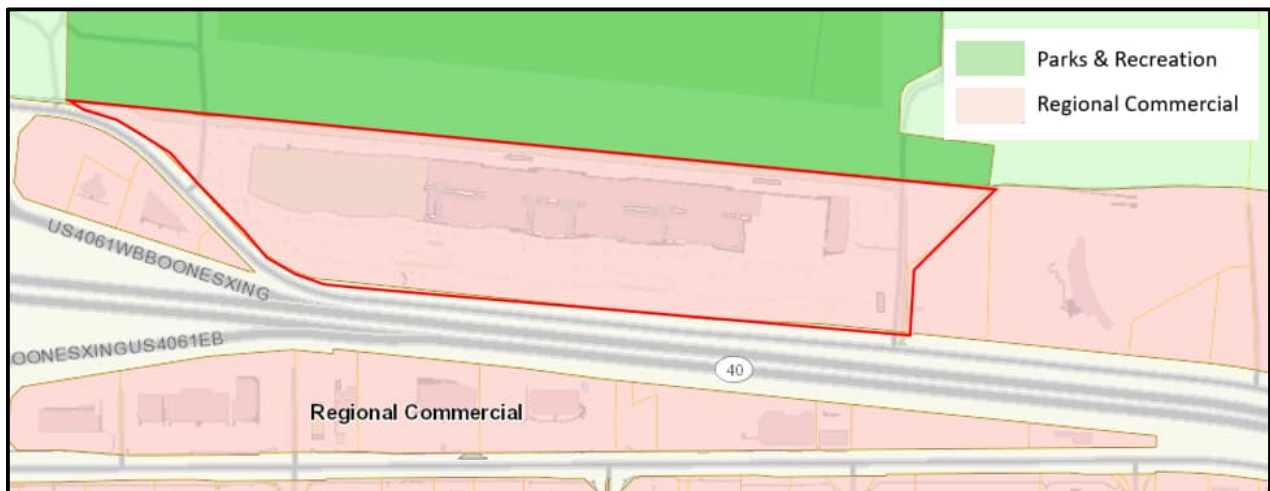 Parks & Recreation
Regional Commercial
US4061WBBOONESXING
OONESXINGUS4061EB
40
Regional Commercial